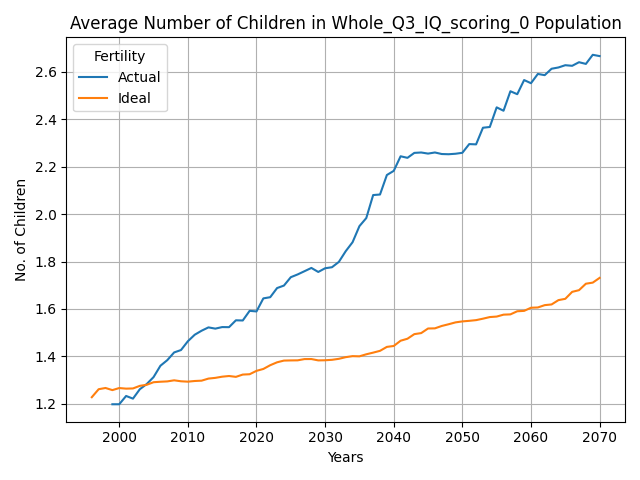 Average Number of Children in Whole_Q3_IQ_scoring_0 Population
Fertility
Actual
Ideal
No. of Children
2.6
2.4
2.2
2.0
1.8
1.6
1.4
1.2
2000 2010 2020 2030 2040 2050 2060 2070
Years